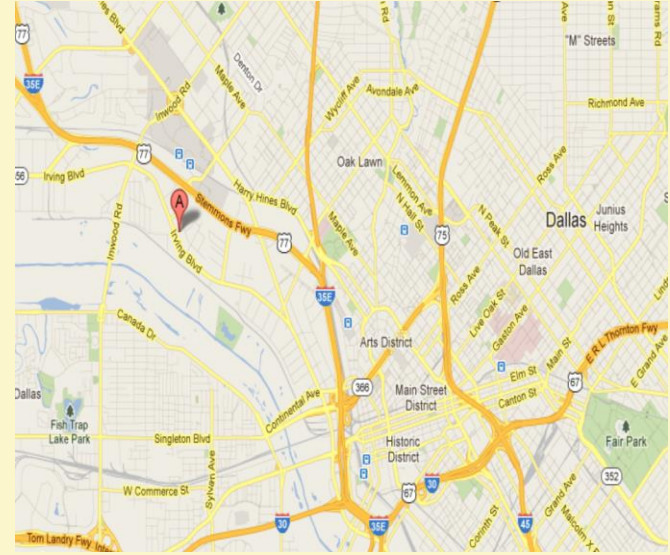 77
35E
Inwood Rd
Denton Dr
Maple Ave
Wycliff Ave
Avondale Ave
"M" Streets
Ave
Richmond Ave
77
Irving Blvd
A
Oak Lawn
Ross Ave
Harry Hines Blvd
Stemmons Fwy
Lemmon Ave
N Hall St
N Peak St
Dallas
Junius
Heights
Inwood Rd
Irving Blvd
77
Maple Ave
75
Old East
Dallas
35E
Ross Ave
Live Oak St
Gaston Ave
Canada Dr
Arts District
Main St
E R L Thornton Fwy
E Grand Ave
Elm St
Canton St
67
366
Main Street
District
Continental Ave
Dallas
Fish Trap
Lake Park
Singleton Blvd
Historic
District
Fair Park
Sylvan Ave
W Commerce St
30
67
352
Grand Ave
Malcolm X
Corinth St
Tom Landry Fwy
30
35E
45